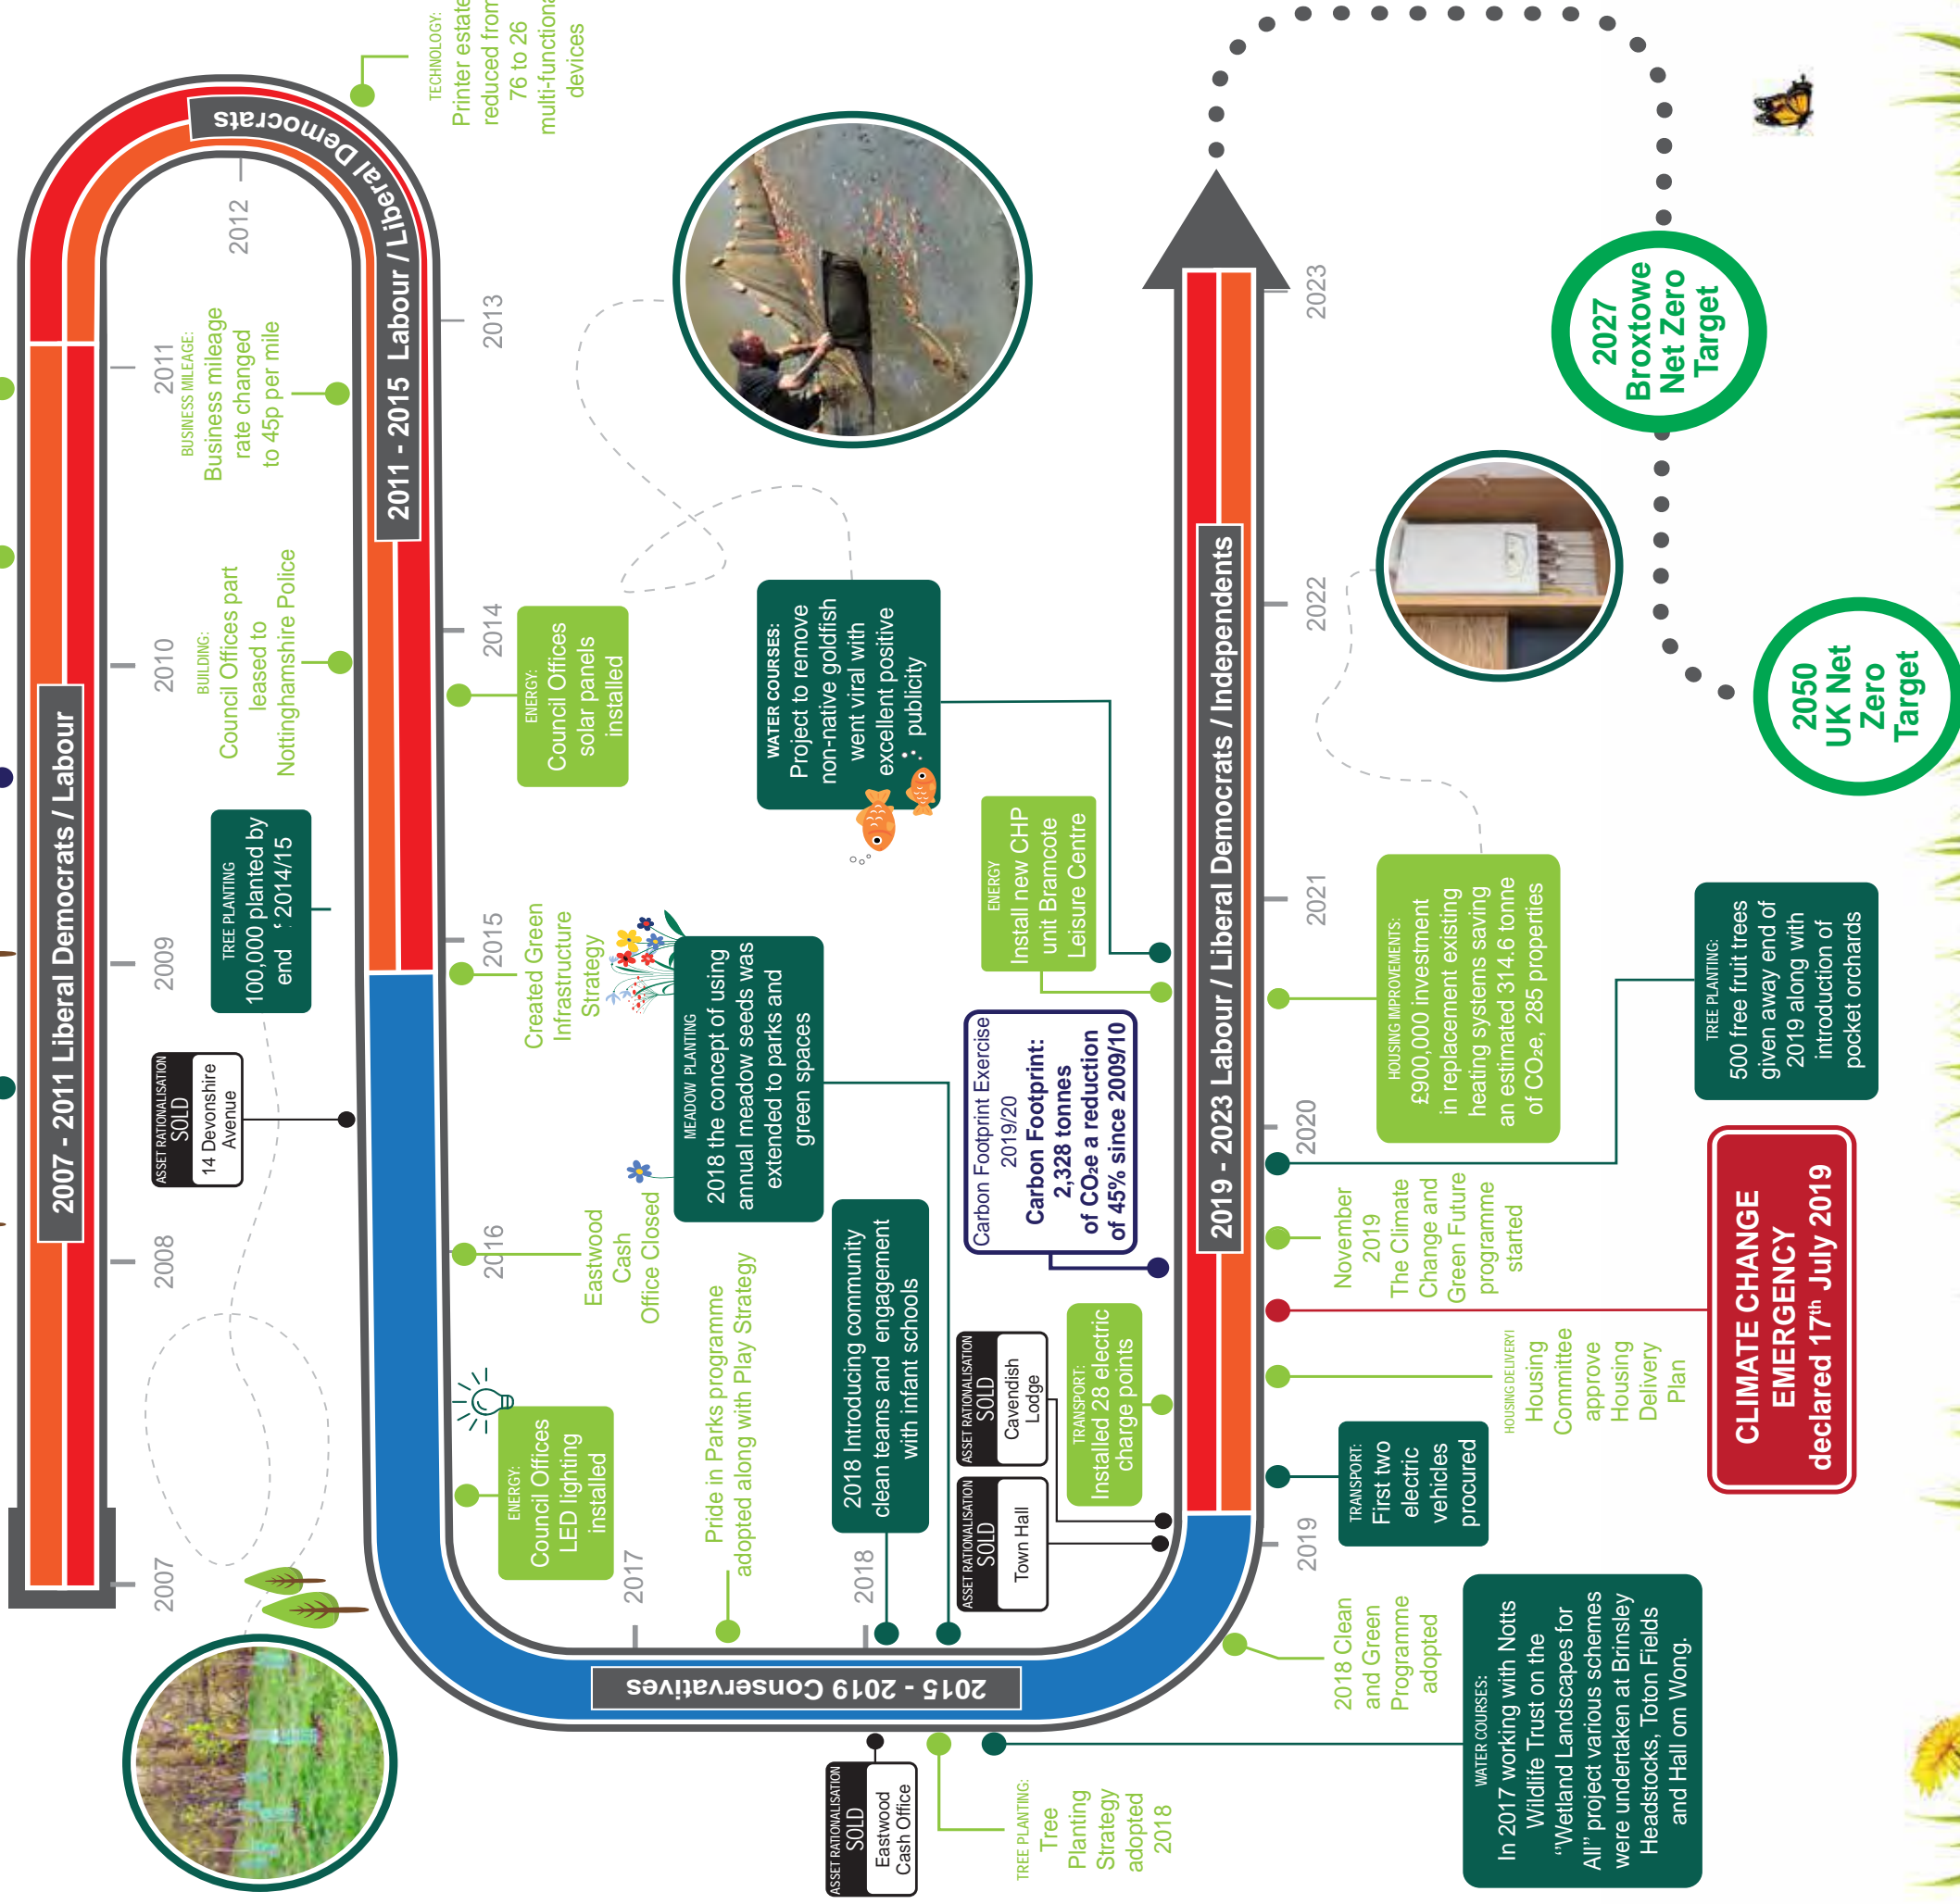 2007 - 2011 Liberal Democrats / Labour
2007
2008
2009
2010
2011
2012
TREE PLANTING
100,000 planted by
end 2014/15
ASSET RATIONALISATION
SOLD
14 Devonshire
Avenue
BUILDING:
Council Offices part
leased to
Nottinghamshire Police
BUSINESS MILEAGE:
Business mileage
rate changed
to 45p per mile
TECHNOLOGY:
Printer estate
reduced from
76 to 26
multi-functional
devices
2011 - 2015 Labour / Liberal Democrats
2013
2014
2015
2016
2017
2018
ENERGY:
Council Offices
solar panels
installed
Created Green
Infrastructure
Strategy
Eastwood
Cash
Office Closed
ENERGY:
Council Offices
LED lighting
installed
Pride in Parks programme
adopted along with Play Strategy
MEADOW PLANTING
2018 the concept of using
annual meadow seeds was
extended to parks and
green spaces
2018 Introducing community
clean teams and engagement
with infant schools
2015 - 2019 Conservatives
ASSET RATIONALISATION
SOLD
Eastwood
Cash Office
TREE PLANTING:
Tree
Planting
Strategy
adopted
2018
WATER COURSES:
In 2017 working with Notts
Wildlife Trust on the
“Wetland Landscapes for
All” project various schemes
were undertaken at Brinsley
Headstocks, Toton Fields
and Hall om Wong.
2018 Clean
and Green
Programme
adopted
ASSET RATIONALISATION
SOLD
Town Hall
ASSET RATIONALISATION
SOLD
Cavendish
Lodge
TRANSPORT:
Installed 28 electric
charge points
Carbon Footprint Exercise
2019/20
Carbon Footprint:
2,328 tonnes
of CO₂e a reduction
of 45% since 2009/10
ENERGY
Install new CHP
unit Bramcote
Leisure Centre
WATER COURSES:
Project to remove
non-native goldfish
went viral with
excellent positive
publicity
2019 - 2023 Labour / Liberal Democrats / Independents
2019
2020
2021
2022
2023
TRANSPORT:
First two
electric
vehicles
procured
HOUSING DELIVERY
Housing
Committee
approve
Housing
Delivery
Plan
CLIMATE CHANGE
EMERGENCY
declared 17th July 2019
November
2019
The Climate
Change and
Green Future
programme
started
TREE PLANTING:
500 free fruit trees
given away end of
2019 along with
introduction of
pocket orchards
HOUSING IMPROVEMENTS:
£900,000 investment
in replacement existing
heating systems saving
an estimated 314.6 tonne
of CO₂e, 285 properties
2027
Broxtowe
Net Zero
Target
2050
UK Net
Zero
Target